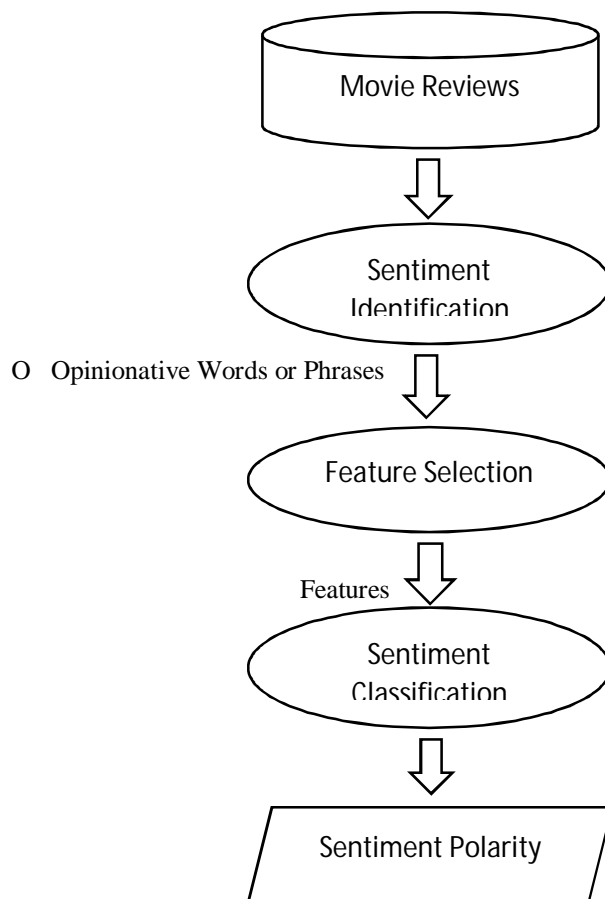 Movie Reviews
Sentiment
Identification
O Opinionative Words or Phrases
Feature Selection
Features
Sentiment
Classification
Sentiment Polarity